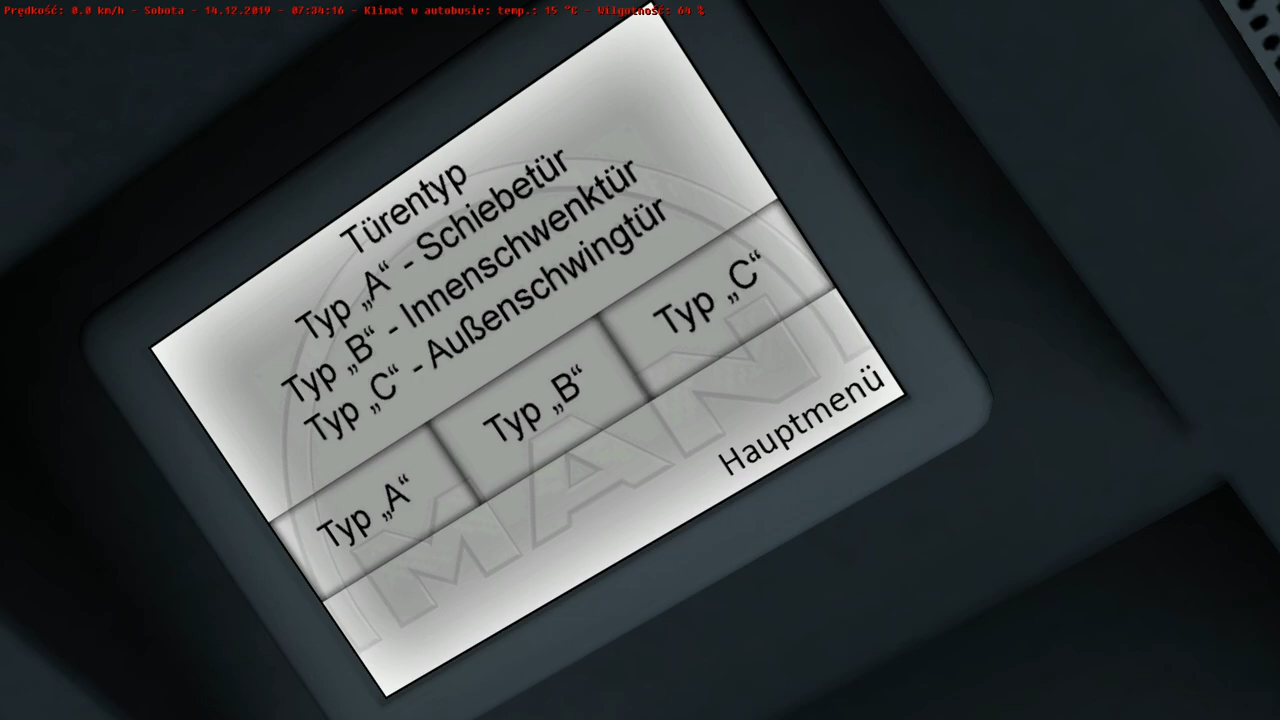 Prędkość: 0.0 km/h - Sobota - 14.12.2019 - 07:34:16 - Klimat w autobusie: temp.: 15 °C - Wilgotność: 64 %
Türentyp
Typ „A“ - Schiebetür
Typ „B“ - Innenschwenktür
Typ „C“ - Außenschwingtür
Typ „A“
Typ „B“
Typ „C“
MAN
Hauptmenü